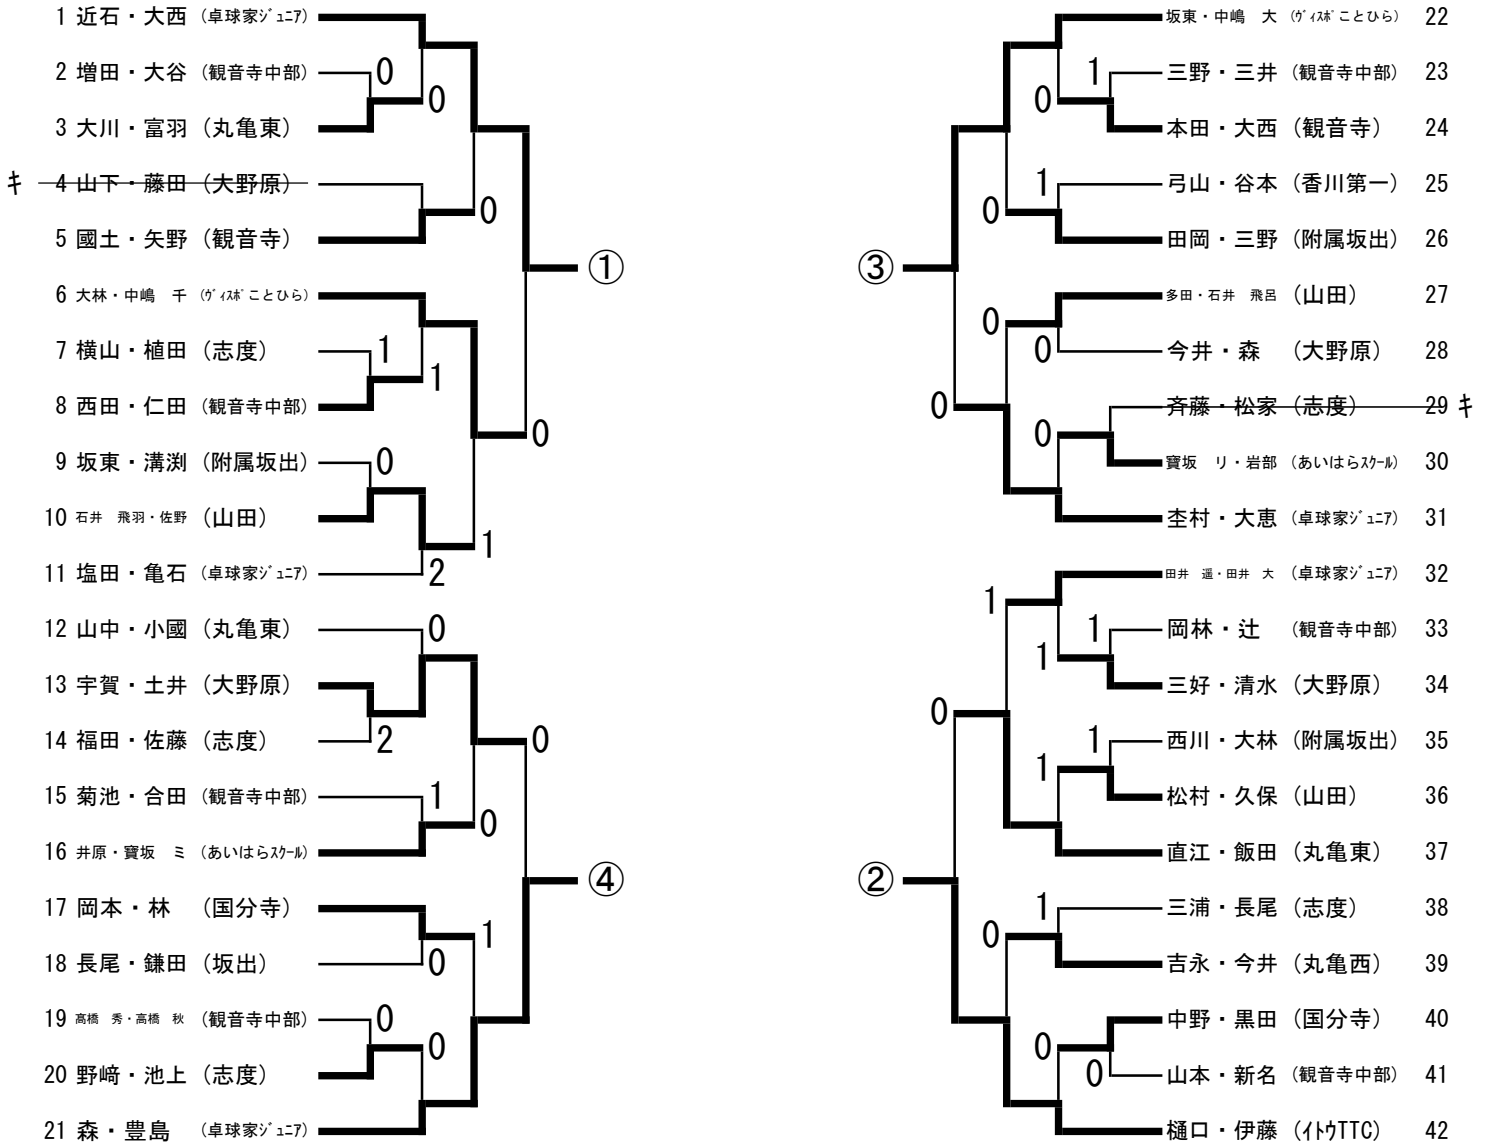 1 近石・大西 (卓球家ｼﾞｭﾆｱ)
2 増田・大谷 (観音寺中部)
0
0
3 大川・富羽 (丸亀東)
ｷ 4 山下・藤田 (大野原)
0
5 國土・矢野 (観音寺)
①
6 大林・中嶋 千 (ｳﾞｨｽﾎﾟことひら)
7 横山・植田 (志度)
1
1
8 西田・仁田 (観音寺中部)
0
9 坂東・溝渕 (附属坂出)
0
10 石井 飛羽・佐野 (山田)
1
11 塩田・亀石 (卓球家ｼﾞｭﾆｱ)
2
12 山中・小國 (丸亀東)
0
13 宇賀・土井 (大野原)
14 福田・佐藤 (志度)
2
0
15 菊池・合田 (観音寺中部)
1
0
16 井原・寶坂 ミ (あいはらｽｸｰﾙ)
④
17 岡本・林 (国分寺)
1
18 長尾・鎌田 (坂出)
0
19 高橋 秀・高橋 秋 (観音寺中部)
0
0
20 野﨑・池上 (志度)
21 森・豊島 (卓球家ｼﾞｭﾆｱ)
坂東・中嶋 大 (ｳﾞｨｽﾎﾟことひら) 22
1
三野・三井 (観音寺中部) 23
0
本田・大西 (観音寺) 24
1
弓山・谷本 (香川第一) 25
0
田岡・三野 (附属坂出) 26
③
多田・石井 飛呂 (山田) 27
0
0
今井・森 (大野原) 28
0
斉藤・松家 (志度) 29 ｷ
0
寶坂 リ・岩部 (あいはらｽｸｰﾙ) 30
杢村・大恵 (卓球家ｼﾞｭﾆｱ) 31
田井 遥・田井 大 (卓球家ｼﾞｭﾆｱ) 32
1
1
岡林・辻 (観音寺中部) 33
1
三好・清水 (大野原) 34
0
1
西川・大林 (附属坂出) 35
1
松村・久保 (山田) 36
直江・飯田 (丸亀東) 37
②
1
三浦・長尾 (志度) 38
0
吉永・今井 (丸亀西) 39
中野・黒田 (国分寺) 40
0
0
山本・新名 (観音寺中部) 41
樋口・伊藤 (ｲﾄｳTTC) 42